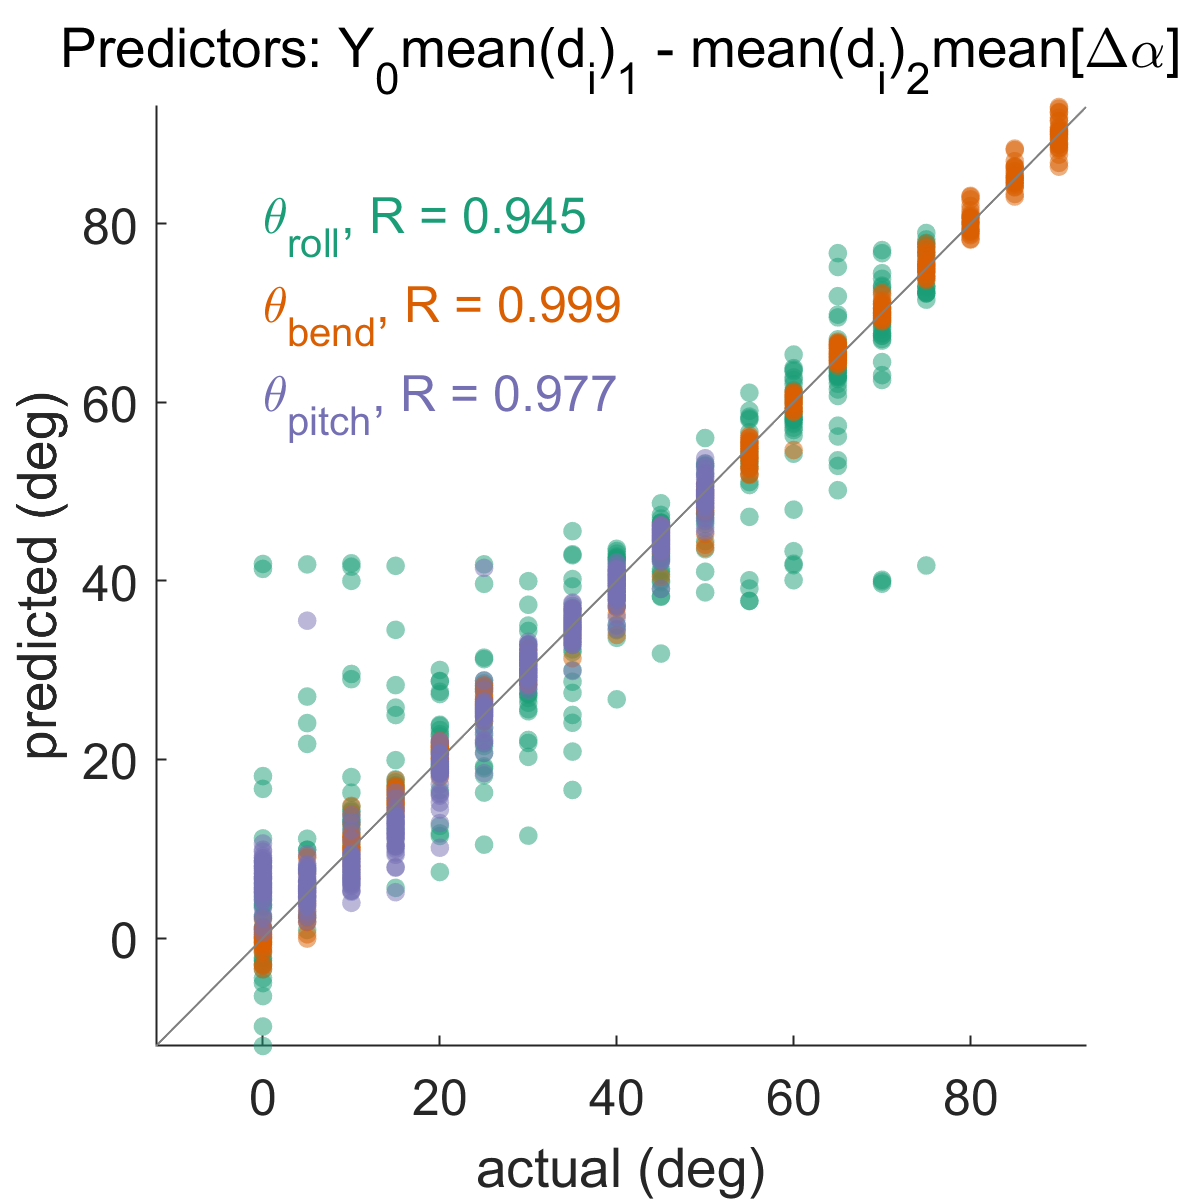 Predictors: Y₀mean(dᵢ)₁ - mean(dᵢ)₂mean[Δα]
θroll, R = 0.945
θbend, R = 0.999
θpitch, R = 0.977
predicted (deg)
80
60
40
20
0
0 20 40 60 80
actual (deg)